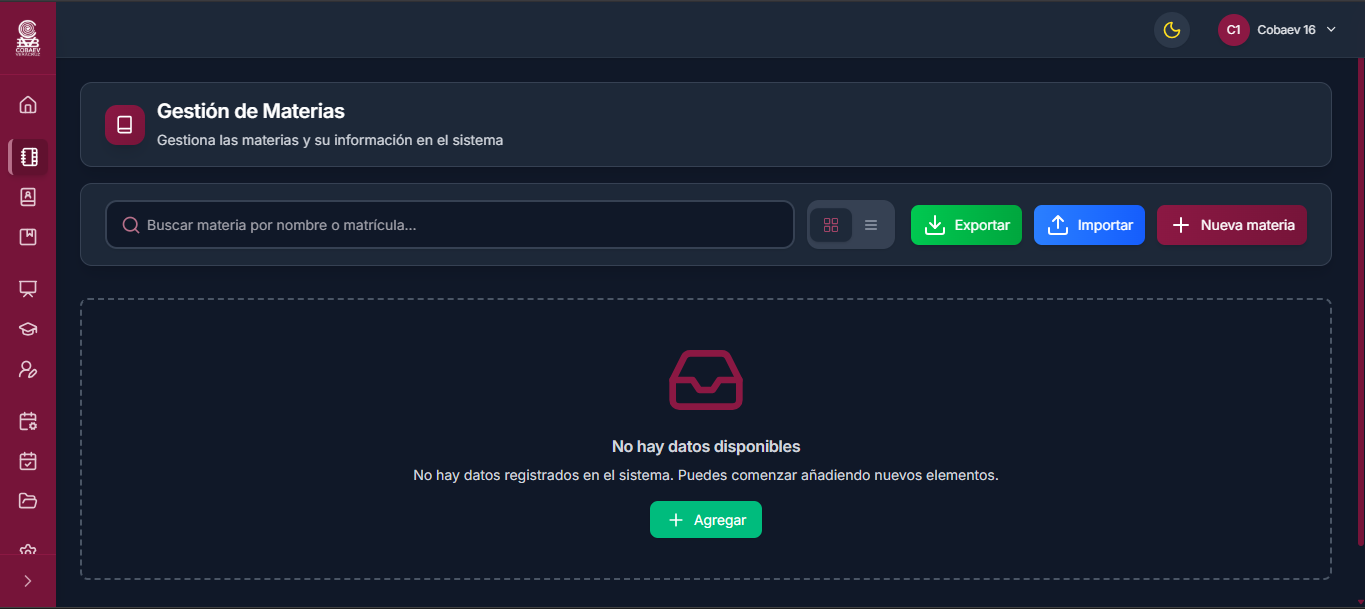 COBAEV
VERACRUZ
C1 Cobaev 16
Gestión de Materias
Gestiona las materias y su información en el sistema
Buscar materia por nombre o matrícula...
Exportar
Importar
Nueva materia
No hay datos disponibles
No hay datos registrados en el sistema. Puedes comenzar añadiendo nuevos elementos.
Agregar